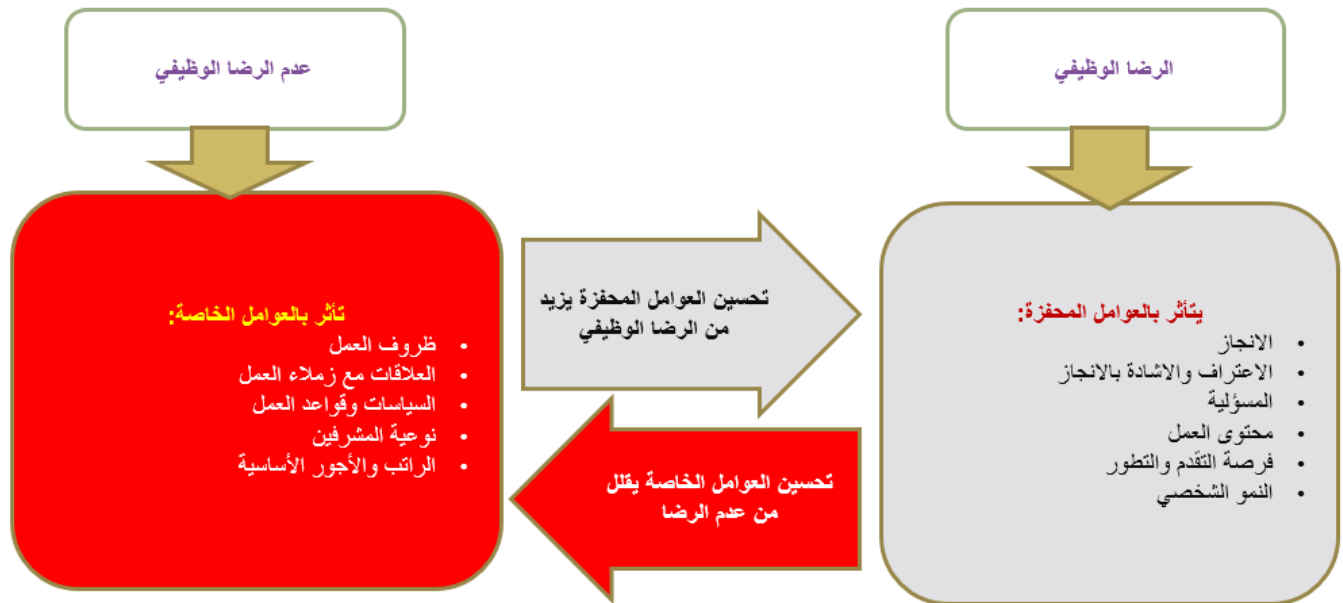 الرضا الوظيفي
عدم الرضا الوظيفي
يتأثر بالعوامل المحفزة:
• الانجاز
• الاعتراف والاشادة بالانجاز
• المسؤلية
• محتوى العمل
• فرصة التقدم والتطور
• النمو الشخصي
تحسين العوامل المحفزة يزيد
من الرضا الوظيفي
تحسين العوامل الخاصة يقلل
من عدم الرضا
تأثر بالعوامل الخاصة:
• ظروف العمل
• العلاقات مع زملاء العمل
• السياسات وقواعد العمل
• نوعية المشرفين
• الراتب والأجور الأساسية